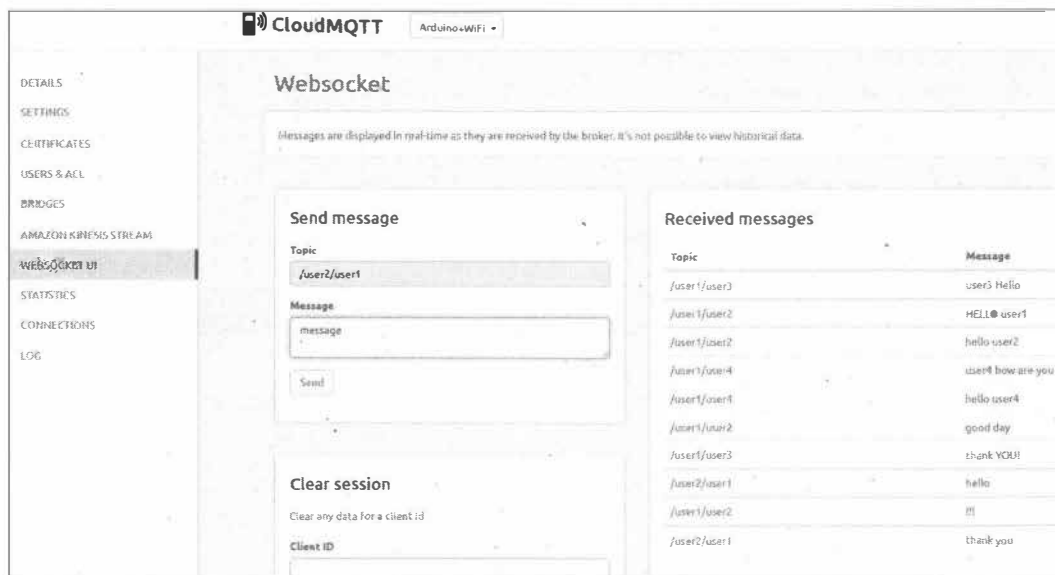 CloudMQTT
Arduino+WiFi
DETAILS
SETTINGS
CERTIFICATES
USERS & ACL
BRIDGES
AMAZON KINESIS STREAM
WEBSOCKET UI
STATISTICS
CONNECTIONS
LOG
Websocket
Messages are displayed in real-time as they are received by the broker. It's not possible to view historical data.
Send message
Topic
/user2/user1
Message
message
Send
Clear session
Clear any data for a client id
Client ID
Received messages
Topic Message
/user1/user3 user3 Hello
/user1/user2 HELLO user1
/user1/user2 hello user2
/user1/user4 user4 how are you
/user1/user4 hello user4
/user1/user2 good day
/user1/user3 thank YOU!
/user2/user1 hello
/user1/user2 !!!
/user2/user1 thank you